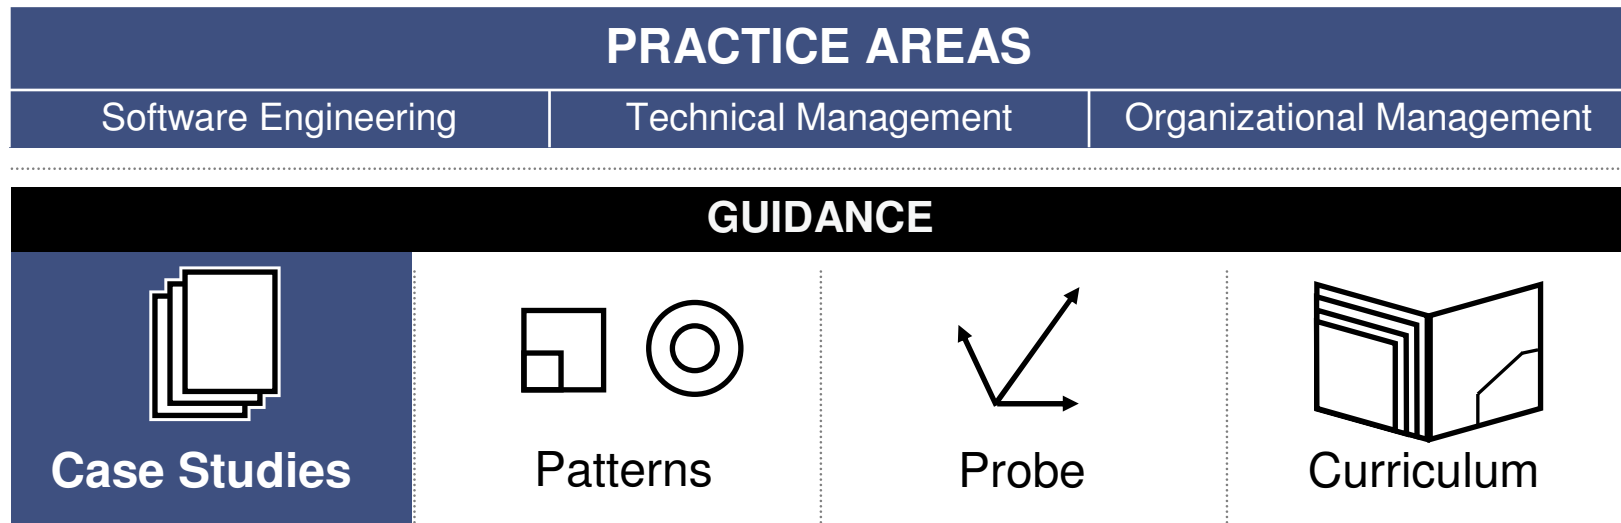 PRACTICE AREAS
Software Engineering
Technical Management
Organizational Management
GUIDANCE
Case Studies
Patterns
Probe
Curriculum